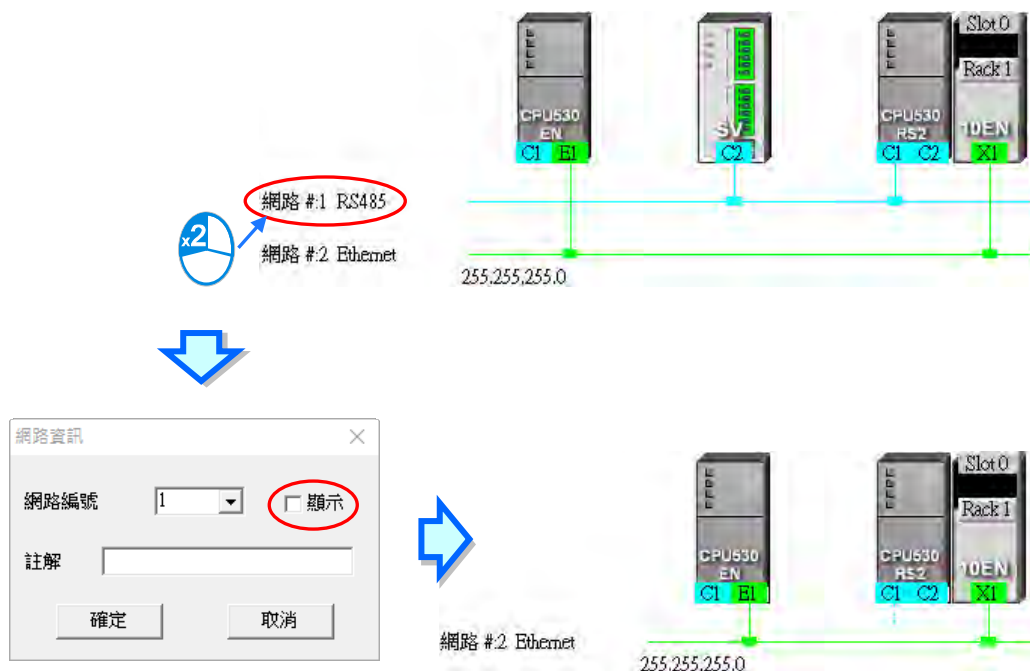 Slot 0
Rack 1
CPU530
EN
C1 E1
SV
C2
CPU530
RS2
C1 C2
10EN
X1
網路 #:1 RS485
x2
網路 #:2 Ethernet
255,255,255.0
網路資訊
網路編號 1 顯示
註解
確定 取消
Slot 0
Rack 1
CPU530
EN
C1 E1
CPU530
RS2
C1 C2
10EN
X1
網路 #:2 Ethernet
255.255.255.0